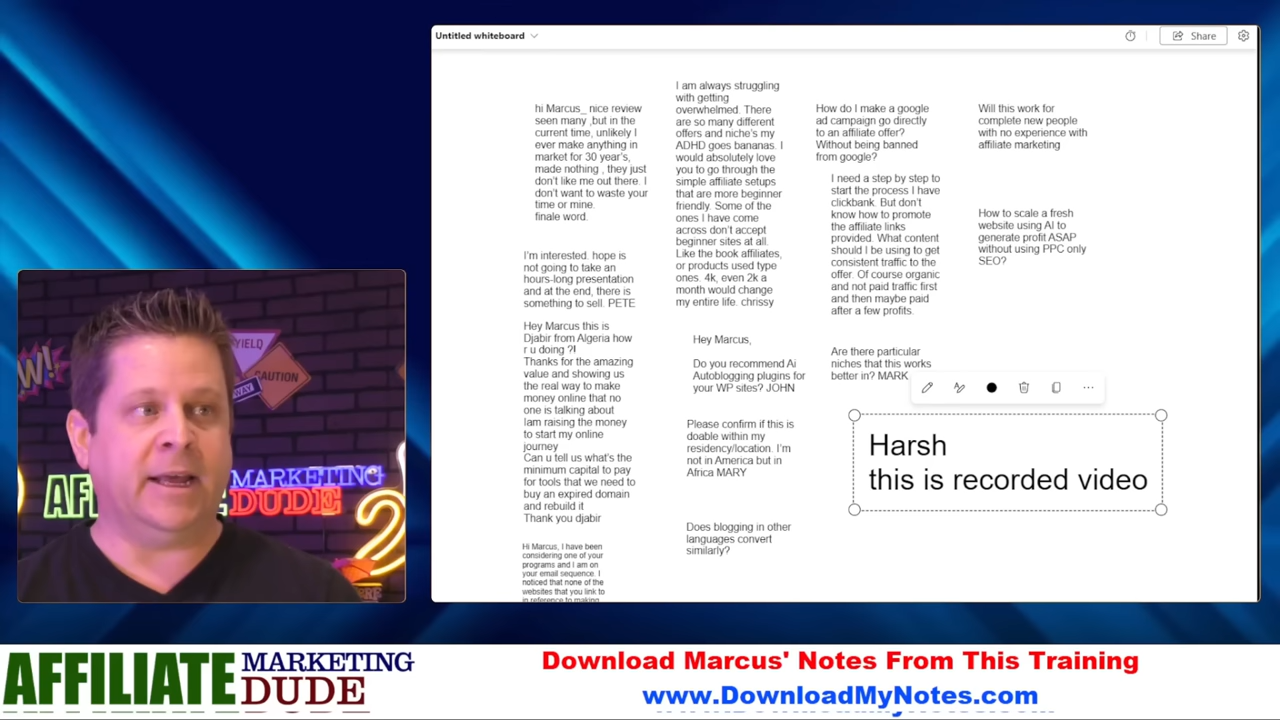 Untitled whiteboard
Share
hi Marcus_ nice review
seen many ,but in the
current time, unlikely I
ever make anything in
market for 30 year's,
made nothing , they just
don't like me out there. I
don't want to waste your
time or mine.
finale word.
I'm interested. hope is
not going to take an
hours-long presentation
and at the end, there is
something to sell. PETE
Hey Marcus this is
Djabir from Algeria how
r u doing ?!
Thanks for the amazing
value and showing us
the real way to make
money online that no
one is talking about
Iam raising the money
to start my online
journey
Can u tell us what's the
minimum capital to pay
for tools that we need to
buy an expired domain
and rebuild it
Thank you djabir
Hi Marcus, I have been
considering one of your
programs and I am on
your email sequence. I
noticed that none of the
websites that you link to
in reference to making
I am always struggling
with getting
overwhelmed. There
are so many different
offers and niche's my
ADHD goes bananas. I
would absolutely love
you to go through the
simple affiliate setups
that are more beginner
friendly. Some of the
ones I have come
across don't accept
beginner sites at all.
Like the book affiliates,
or products used type
ones. 4k, even 2k a
month would change
my entire life. chrissy
Hey Marcus,
Do you recommend Ai
Autoblogging plugins for
your WP sites? JOHN
Please confirm if this is
doable within my
residency/location. I'm
not in America but in
Africa MARY
Does blogging in other
languages convert
similarly?
How do I make a google
ad campaign go directly
to an affiliate offer?
Without being banned
from google?
I need a step by step to
start the process I have
clickbank. But don't
know how to promote
the affiliate links
provided. What content
should I be using to get
consistent traffic to the
offer. Of course organic
and not paid traffic first
and then maybe paid
after a few profits.
Are there particular
niches that this works
better in? MARK
Will this work for
complete new people
with no experience with
affiliate marketing
How to scale a fresh
website using AI to
generate profit ASAP
without using PPC only
SEO?
Harsh
this is recorded video
YIELD
CAUTION
WAY
AF
MARKETING
DUDE
2
AFFILIATE
MARKETING
DUDE
Download Marcus' Notes From This Training
www.DownloadMyNotes.com